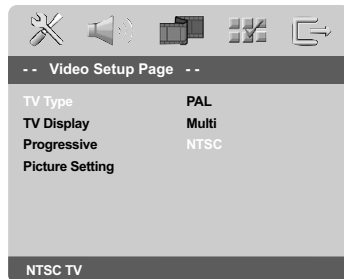 - - Video Setup Page - -
TV Type PAL
TV Display Multi
Progressive NTSC
Picture Setting
NTSC TV